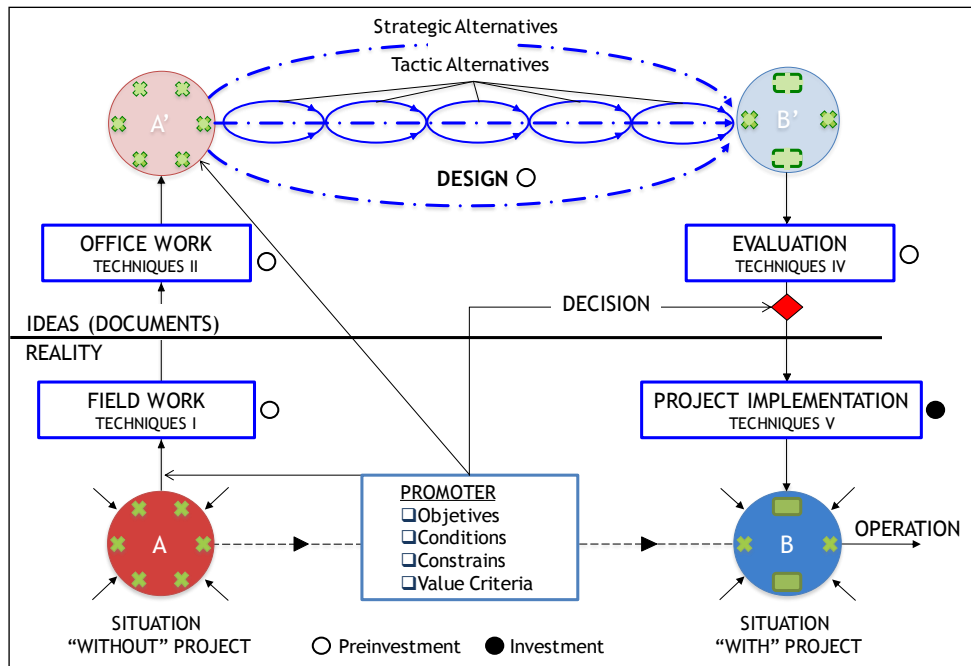 Strategic Alternatives
Tactic Alternatives
A’
B’
DESIGN
OFFICE WORK
TECHNIQUES II
EVALUATION
TECHNIQUES IV
DECISION
IDEAS (DOCUMENTS)
REALITY
FIELD WORK
TECHNIQUES I
PROJECT IMPLEMENTATION
TECHNIQUES V
PROMOTER
Objetives
Conditions
Constrains
Value Criteria
A
B
OPERATION
SITUATION
“WITHOUT” PROJECT
Preinvestment
Investment
SITUATION
“WITH” PROJECT